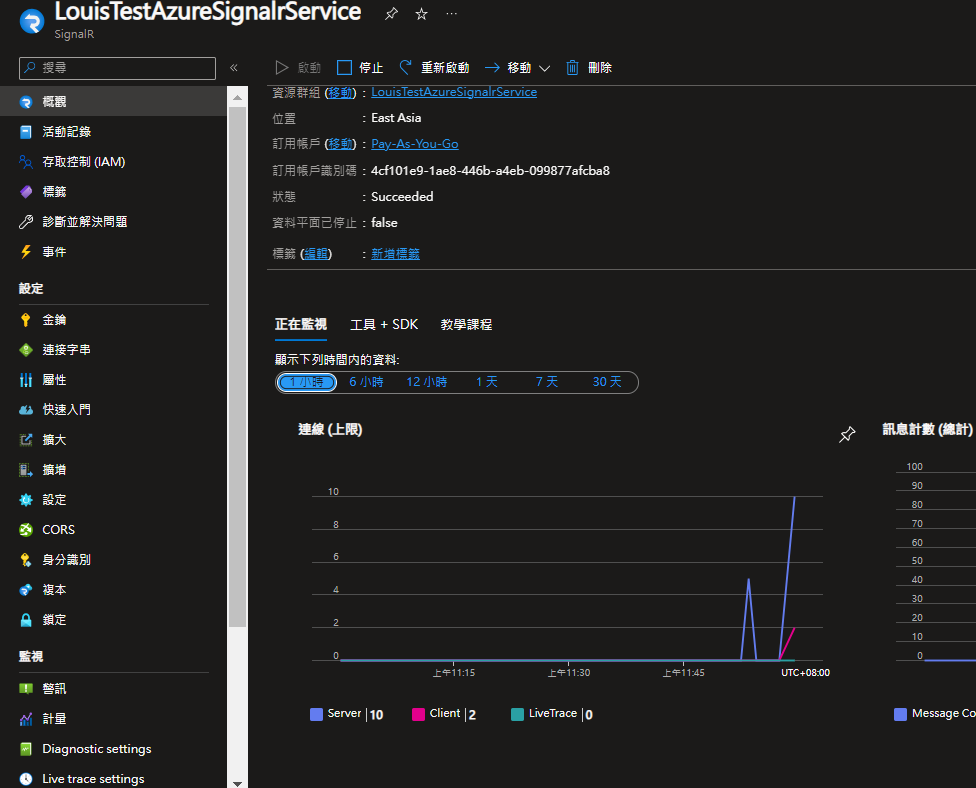 LouisTestAzureSignalrService
SignalR
搜尋
«
啟動 停止 重新啟動 移動 刪除
概觀
活動記錄
存取控制 (IAM)
標籤
診斷並解決問題
事件
設定
金鑰
連接字串
屬性
快速入門
擴大
擴增
設定
CORS
身分識別
複本
鎖定
監視
警訊
計量
Diagnostic settings
Live trace settings
資源群組 (移動) : LouisTestAzureSignalrService
位置 : East Asia
訂用帳戶 (移動) : Pay-As-You-Go
訂用帳戶識別碼 : 4cf101e9-1ae8-446b-a4eb-099877afcba8
狀態 : Succeeded
資料平面已停止 : false
標籤 (編輯) : 新增標籤
正在監視 工具 + SDK 教學課程
顯示下列時間內的資料:
1 小時 6 小時 12 小時 1 天 7 天 30 天
連線 (上限)
10
8
6
4
2
0
上午11:15 上午11:30 上午11:45 UTC+08:00
Server 10 Client 2 LiveTrace 0
訊息計數 (總計)
100
90
80
70
60
50
40
30
20
10
0
Message Co